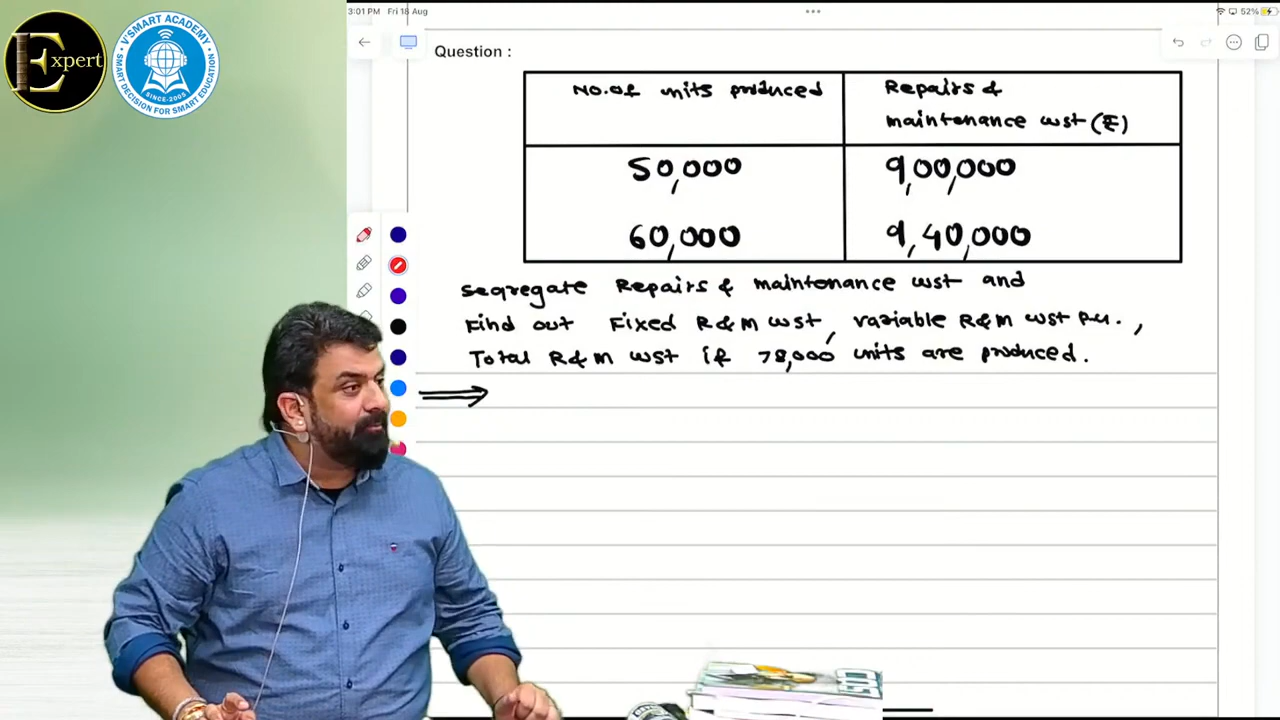 3:01 PM Fri 18 Aug
52%
Expert
V'SMART ACADEMY
SINCE-2005
SMART DECISION FOR SMART EDUCATION
Question :
No. of units produced
Repairs &
maintenance cost (₹)
50,000 9,00,000
60,000 9,40,000
Segregate Repairs & maintenance cost and
Find out Fixed R&M cost, variable R&M cost P.u.,
Total R&M cost if 78,000 units are produced.